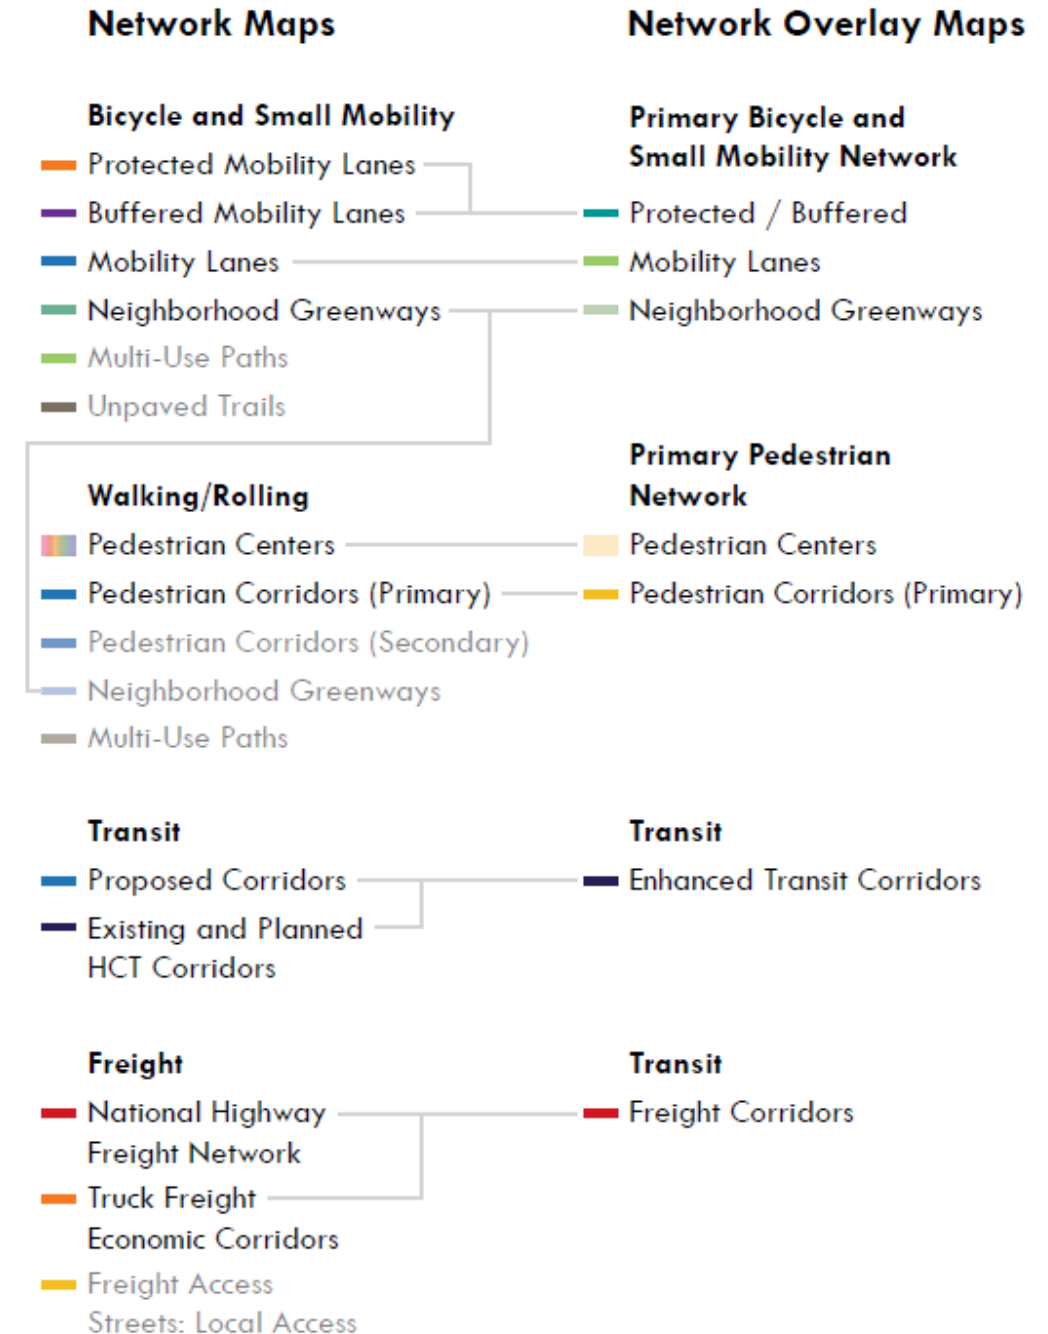 Network Maps
Network Overlay Maps
Bicycle and Small Mobility
Protected Mobility Lanes
Buffered Mobility Lanes
Mobility Lanes
Neighborhood Greenways
Multi-Use Paths
Unpaved Trails
Primary Bicycle and
Small Mobility Network
Protected / Buffered
Mobility Lanes
Neighborhood Greenways
Walking/Rolling
Pedestrian Centers
Pedestrian Corridors (Primary)
Pedestrian Corridors (Secondary)
Neighborhood Greenways
Multi-Use Paths
Primary Pedestrian
Network
Pedestrian Centers
Pedestrian Corridors (Primary)
Transit
Proposed Corridors
Existing and Planned
HCT Corridors
Transit
Enhanced Transit Corridors
Freight
National Highway
Freight Network
Truck Freight
Economic Corridors
Freight Access
Streets: Local Access
Transit
Freight Corridors